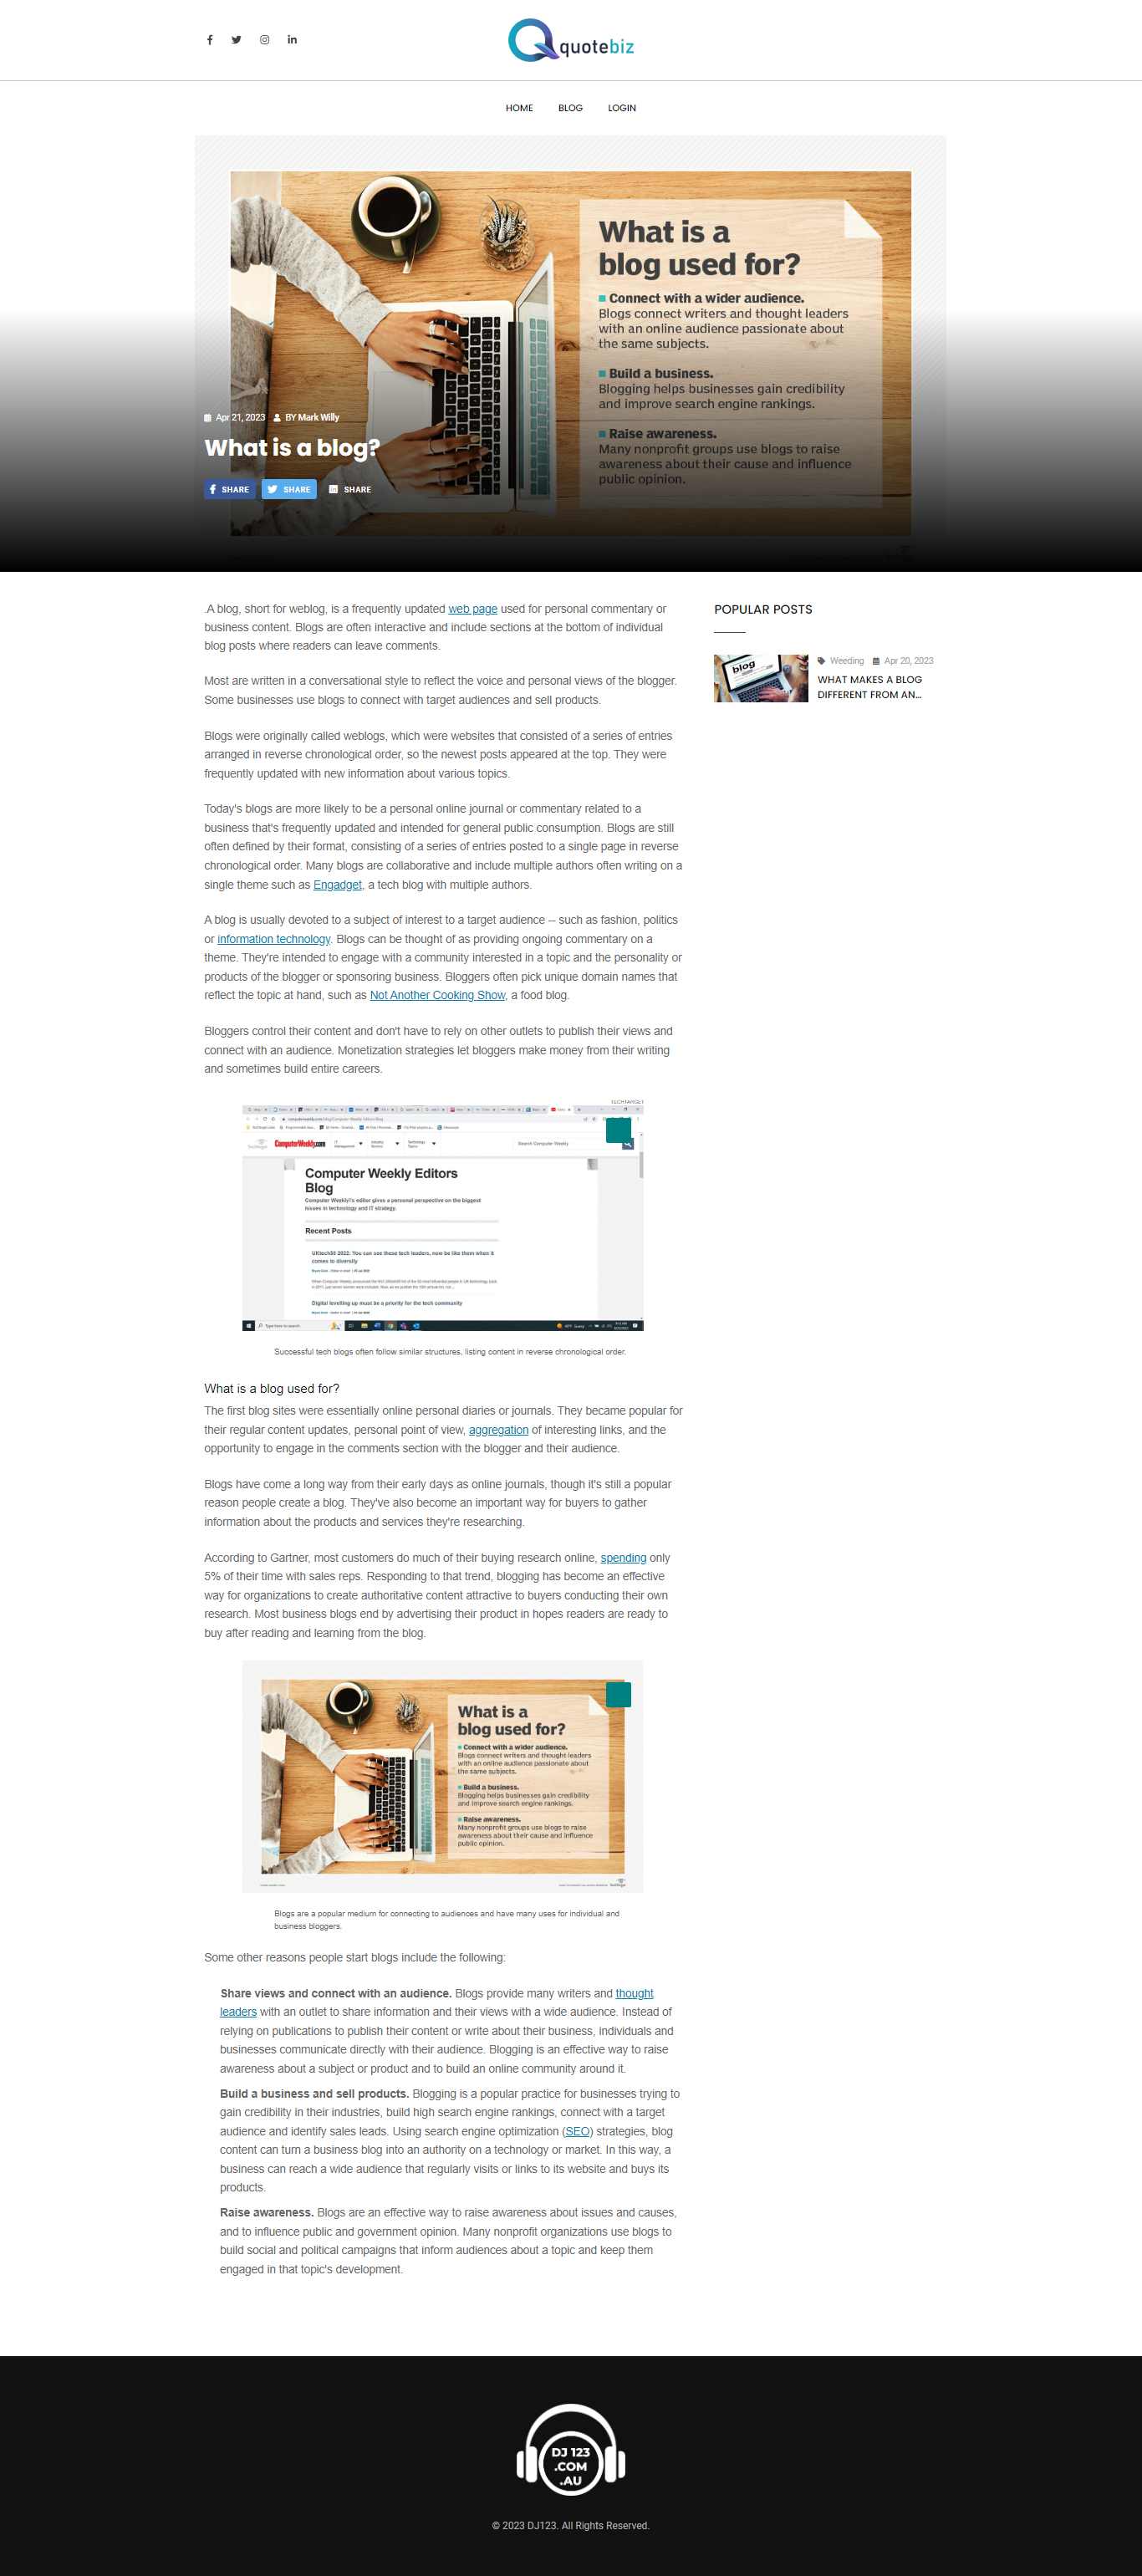 quotebiz
HOME BLOG LOGIN
What is a
blog used for?
Connect with a wider audience.
Blogs connect writers and thought leaders
with an online audience passionate about
the same subjects.
Build a business.
Blogging helps businesses gain credibility
and improve search engine rankings.
Raise awareness.
Many nonprofit groups use blogs to raise
awareness about their cause and influence
public opinion.
Apr 21, 2023 BY Mark Willy
What is a blog?
SHARE SHARE SHARE
.A blog, short for weblog, is a frequently updated web page used for personal commentary or
business content. Blogs are often interactive and include sections at the bottom of individual
blog posts where readers can leave comments.
Most are written in a conversational style to reflect the voice and personal views of the blogger.
Some businesses use blogs to connect with target audiences and sell products.
Blogs were originally called weblogs, which were websites that consisted of a series of entries
arranged in reverse chronological order, so the newest posts appeared at the top. They were
frequently updated with new information about various topics.
Today's blogs are more likely to be a personal online journal or commentary related to a
business that's frequently updated and intended for general public consumption. Blogs are still
often defined by their format, consisting of a series of entries posted to a single page in reverse
chronological order. Many blogs are collaborative and include multiple authors often writing on a
single theme such as Engadget, a tech blog with multiple authors.
A blog is usually devoted to a subject of interest to a target audience -- such as fashion, politics
or information technology. Blogs can be thought of as providing ongoing commentary on a
theme. They're intended to engage with a community interested in a topic and the personality or
products of the blogger or sponsoring business. Bloggers often pick unique domain names that
reflect the topic at hand, such as Not Another Cooking Show, a food blog.
Bloggers control their content and don't have to rely on other outlets to publish their views and
connect with an audience. Monetization strategies let bloggers make money from their writing
and sometimes build entire careers.
TECHTARGET
ComputerWeekly.com
Search Computer Weekly
Computer Weekly Editors
Blog
Computer Weekly's editor gives a personal perspective on the biggest
issues in technology and IT strategy.
Recent Posts
UKtech50 2022: You can see these tech leaders, now be like them when it
comes to diversity
Digital levelling up must be a priority for the tech community
Type here to search
Successful tech blogs often follow similar structures, listing content in reverse chronological order.
What is a blog used for?
The first blog sites were essentially online personal diaries or journals. They became popular for
their regular content updates, personal point of view, aggregation of interesting links, and the
opportunity to engage in the comments section with the blogger and their audience.
Blogs have come a long way from their early days as online journals, though it's still a popular
reason people create a blog. They've also become an important way for buyers to gather
information about the products and services they're researching.
According to Gartner, most customers do much of their buying research online, spending only
5% of their time with sales reps. Responding to that trend, blogging has become an effective
way for organizations to create authoritative content attractive to buyers conducting their own
research. Most business blogs end by advertising their product in hopes readers are ready to
buy after reading and learning from the blog.
What is a
blog used for?
Connect with a wider audience.
Blogs connect writers and thought leaders
with an online audience passionate about
the same subjects.
Build a business.
Blogging helps businesses gain credibility
and improve search engine rankings.
Raise awareness.
Many nonprofit groups use blogs to raise
awareness about their cause and influence
public opinion.
TechTarget
Blogs are a popular medium for connecting to audiences and have many uses for individual and
business bloggers.
Some other reasons people start blogs include the following:
Share views and connect with an audience. Blogs provide many writers and thought
leaders with an outlet to share information and their views with a wide audience. Instead of
relying on publications to publish their content or write about their business, individuals and
businesses communicate directly with their audience. Blogging is an effective way to raise
awareness about a subject or product and to build an online community around it.
Build a business and sell products. Blogging is a popular practice for businesses trying to
gain credibility in their industries, build high search engine rankings, connect with a target
audience and identify sales leads. Using search engine optimization (SEO) strategies, blog
content can turn a business blog into an authority on a technology or market. In this way, a
business can reach a wide audience that regularly visits or links to its website and buys its
products.
Raise awareness. Blogs are an effective way to raise awareness about issues and causes,
and to influence public and government opinion. Many nonprofit organizations use blogs to
build social and political campaigns that inform audiences about a topic and keep them
engaged in that topic's development.
POPULAR POSTS
blog
Weeding Apr 20, 2023
WHAT MAKES A BLOG
DIFFERENT FROM AN...
DJ 123
.COM
.AU
© 2023 DJ123. All Rights Reserved.